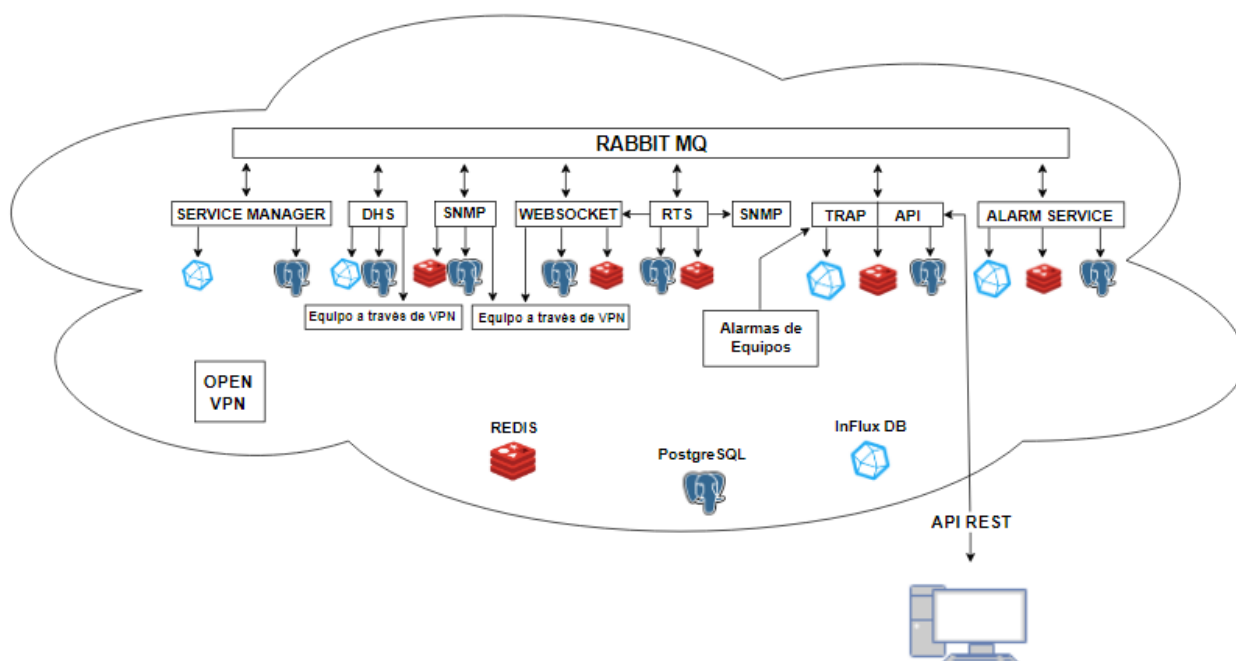 RABBIT MQ
SERVICE MANAGER
DHS
SNMP
WEBSOCKET
RTS
SNMP
TRAP
API
ALARM SERVICE
Equipo a través de VPN
Equipo a través de VPN
Alarmas de
Equipos
OPEN
VPN
REDIS
PostgreSQL
InFlux DB
API REST